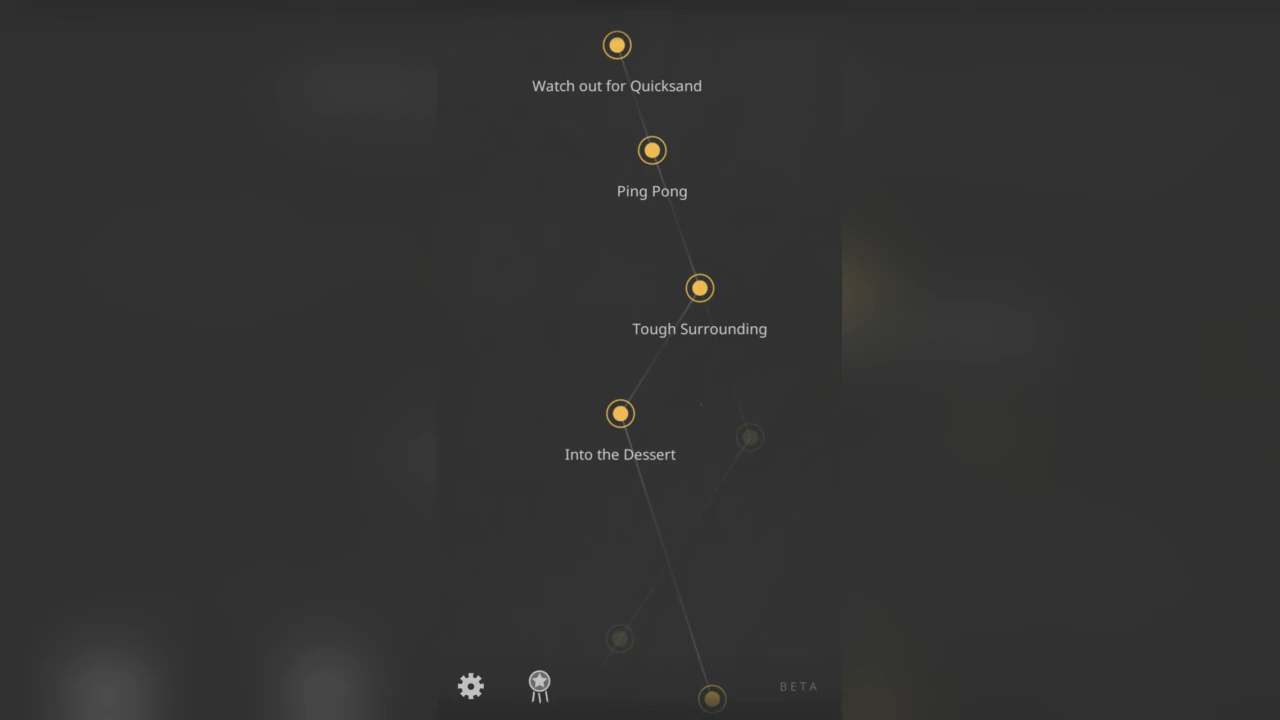 Watch out for Quicksand
Ping Pong
Tough Surrounding
Into the Dessert
BETA